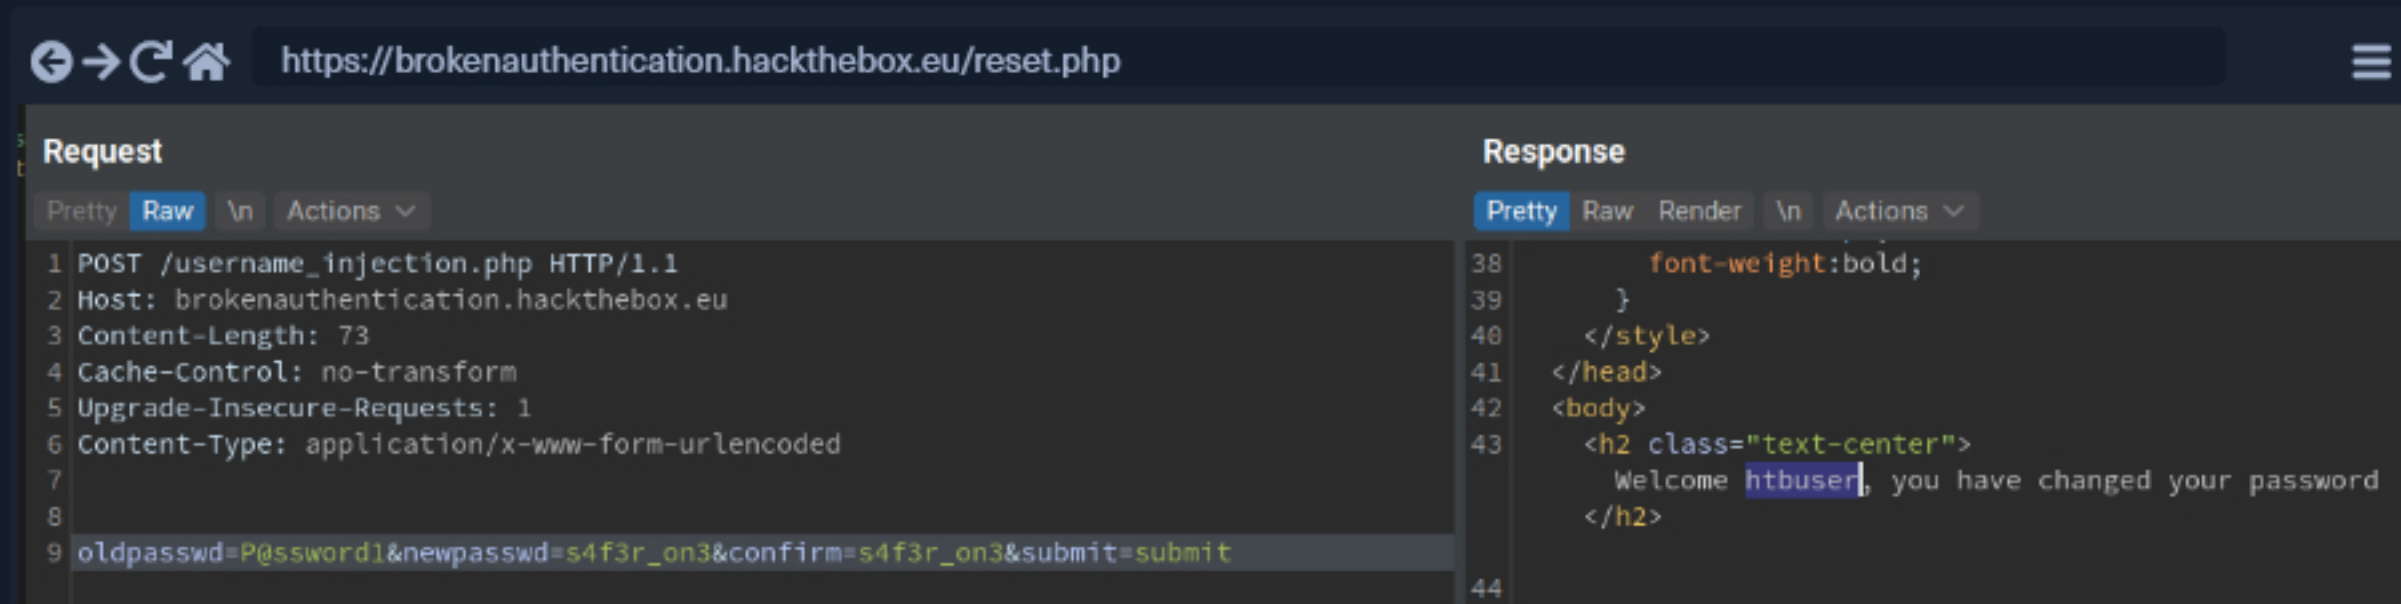 https://brokenauthentication.hackthebox.eu/reset.php
Request
Pretty Raw \n Actions
1 POST /username_injection.php HTTP/1.1
2 Host: brokenauthentication.hackthebox.eu
3 Content-Length: 73
4 Cache-Control: no-transform
5 Upgrade-Insecure-Requests: 1
6 Content-Type: application/x-www-form-urlencoded
7
8
9 oldpasswd=P@ssword1&newpasswd=s4f3r_on3&confirm=s4f3r_on3&submit=submit
Response
Pretty Raw Render \n Actions
38 font-weight:bold;
39 }
40 </style>
41 </head>
42 <body>
43 <h2 class="text-center">
Welcome htbuser, you have changed your password
</h2>
44